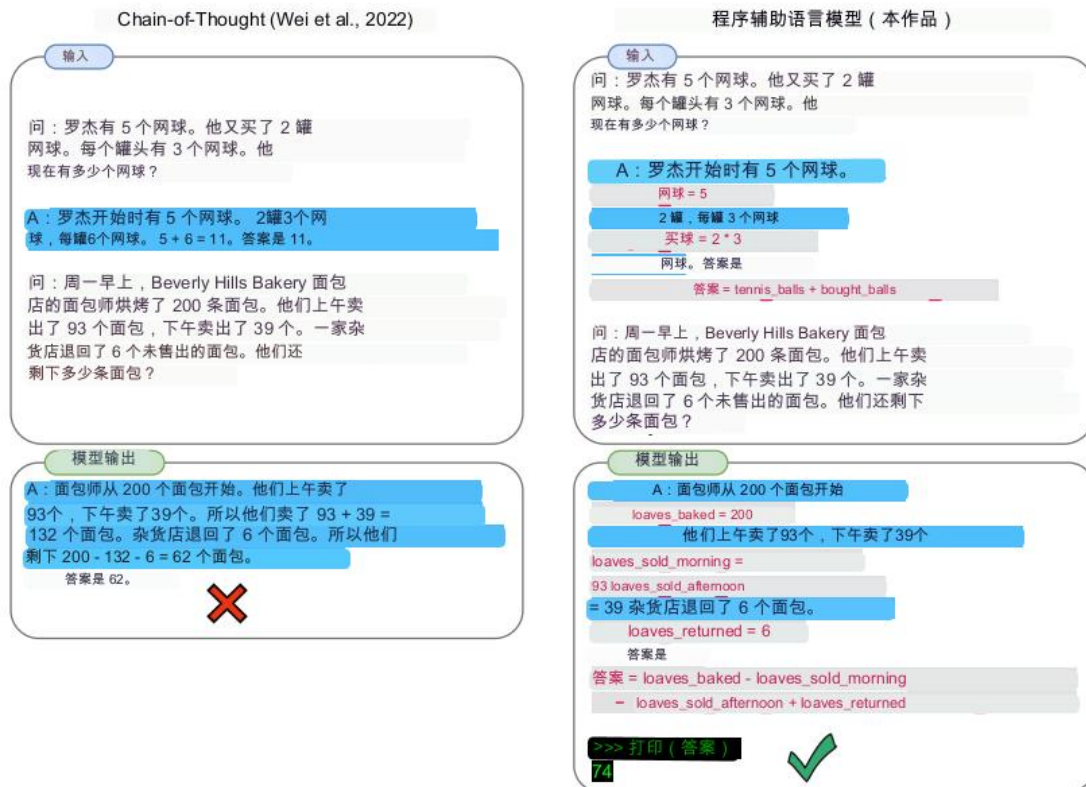 Chain-of-Thought (Wei et al., 2022)
输入
问：罗杰有 5 个网球。他又买了 2 罐
网球。每个罐头有 3 个网球。他
现在有多少个网球？
A：罗杰开始时有 5 个网球。 2罐3个网
球，每罐6个网球。 5 + 6 = 11。答案是 11。
问：周一早上，Beverly Hills Bakery 面包
店的面包师烘烤了 200 条面包。他们上午卖
出了 93 个面包，下午卖出了 39 个。一家杂
货店退回了 6 个未售出的面包。他们还
剩下多少条面包？
模型输出
A：面包师从 200 个面包开始。他们上午卖了
93个，下午卖了39个。所以他们卖了 93 + 39 =
132 个面包。杂货店退回了 6 个面包。所以他们
剩下 200 - 132 - 6 = 62 个面包。
答案是 62。
程序辅助语言模型（本作品）
输入
问：罗杰有 5 个网球。他又买了 2 罐
网球。每个罐头有 3 个网球。他
现在有多少个网球？
A：罗杰开始时有 5 个网球。
网球 = 5
2 罐，每罐 3 个网球
买球 = 2 * 3
网球。答案是
答案 = tennis_balls + bought_balls
问：周一早上，Beverly Hills Bakery 面包
店的面包师烘烤了 200 条面包。他们上午卖
出了 93 个面包，下午卖出了 39 个。一家杂
货店退回了 6 个未售出的面包。他们还剩下
多少条面包？
模型输出
A：面包师从 200 个面包开始
loaves_baked = 200
他们上午卖了93个，下午卖了39个
loaves_sold_morning =
93 loaves_sold_afternoon
= 39 杂货店退回了 6 个面包。
loaves_returned = 6
答案是
答案 = loaves_baked - loaves_sold_morning
- loaves_sold_afternoon + loaves_returned
>>> 打印（答案）
74